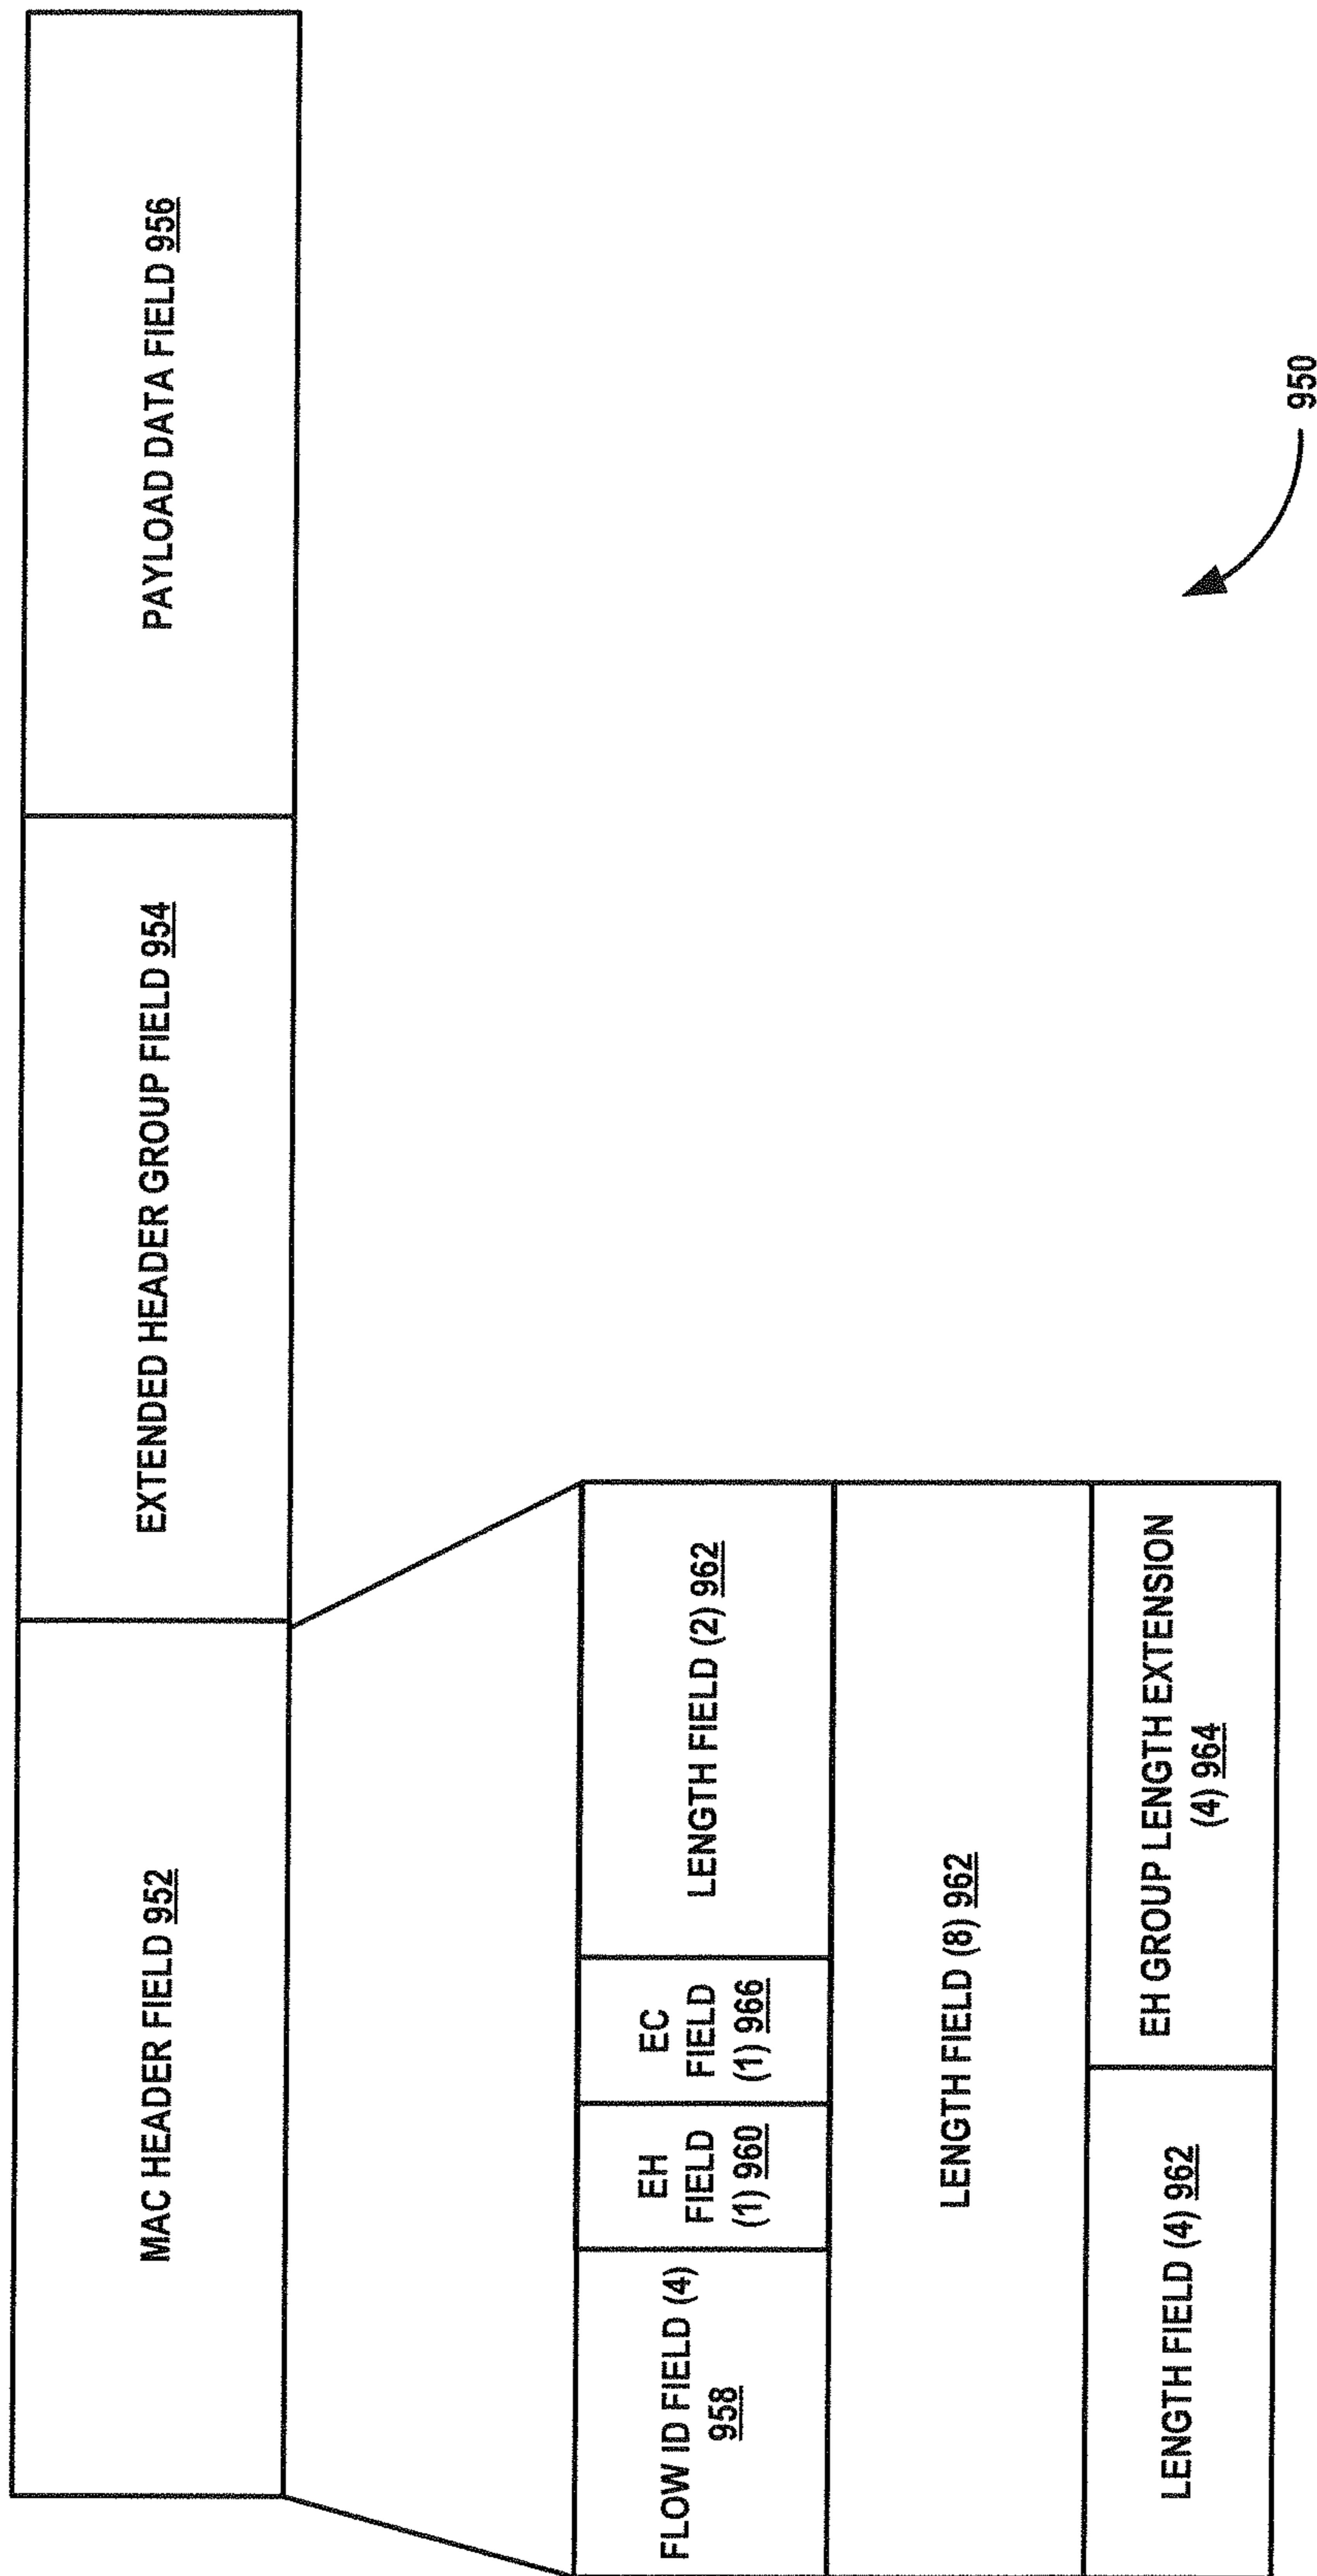 MAC HEADER FIELD 952
EXTENDED HEADER GROUP FIELD 954
PAYLOAD DATA FIELD 956
FLOW ID FIELD (4)
958
EH
FIELD
(1) 960
EC
FIELD
(1) 966
LENGTH FIELD (2) 962
LENGTH FIELD (8) 962
LENGTH FIELD (4) 962
EH GROUP LENGTH EXTENSION
(4) 964
950